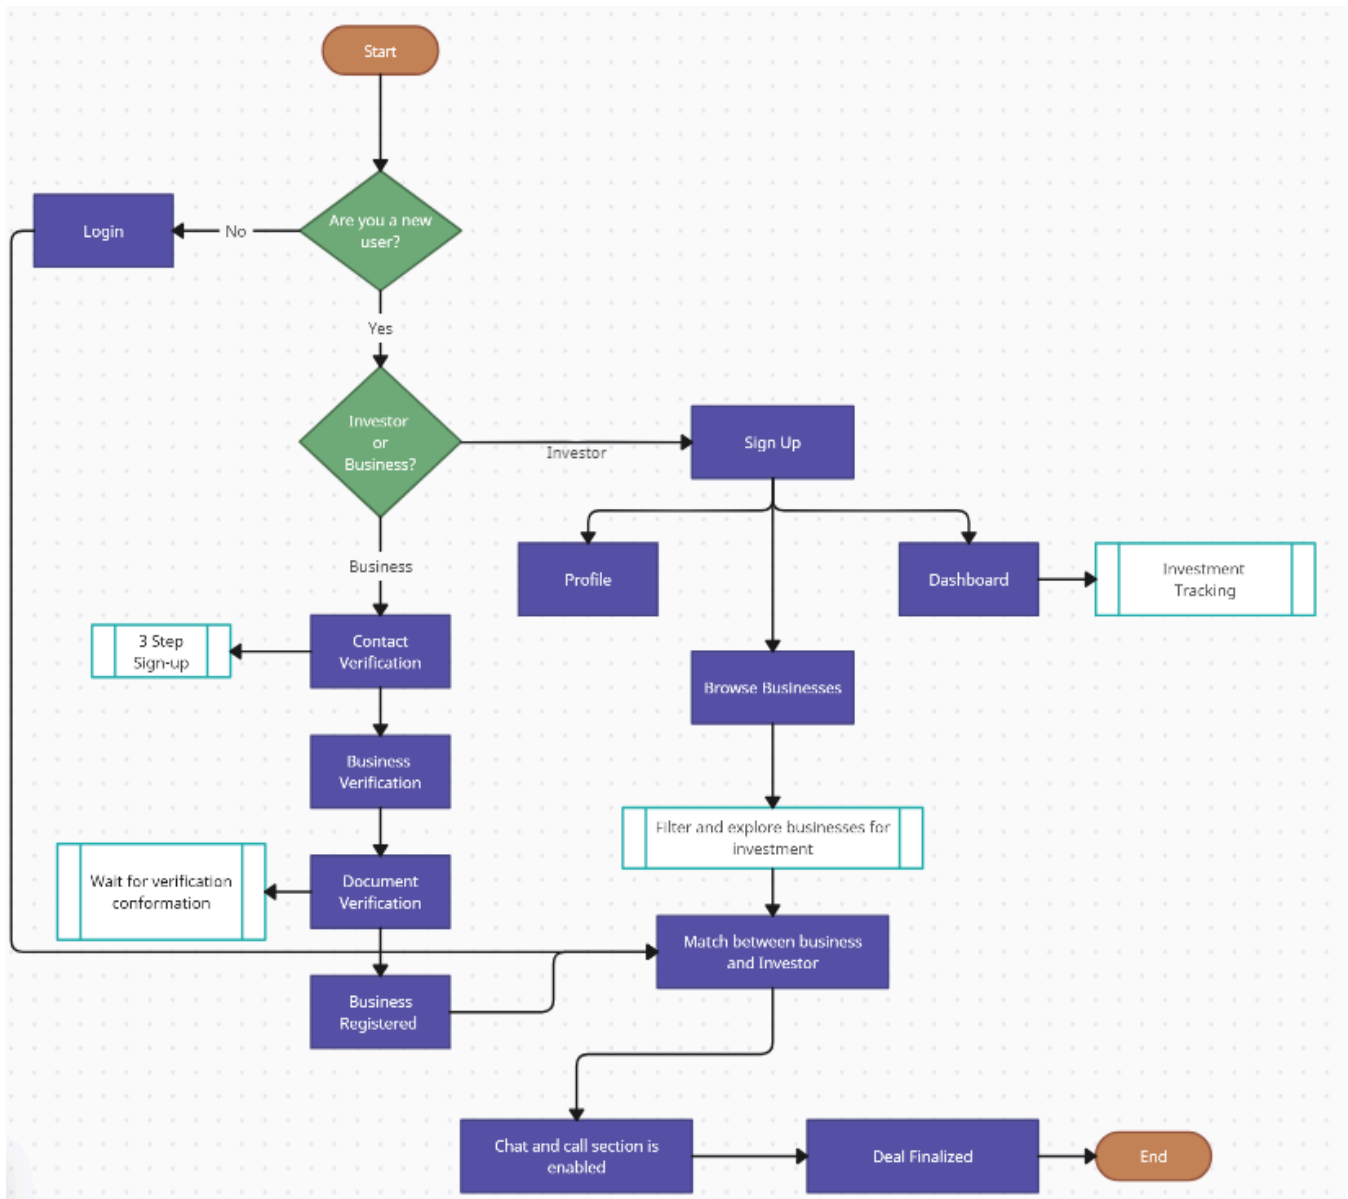 Start
Are you a new
user?
No
Login
Yes
Investor
or
Business?
Investor
Sign Up
Business
Profile
Dashboard
Investment
Tracking
3 Step
Sign-up
Contact
Verification
Browse Businesses
Business
Verification
Filter and explore businesses for
investment
Wait for verification
conformation
Document
Verification
Match between business
and Investor
Business
Registered
Chat and call section is
enabled
Deal Finalized
End